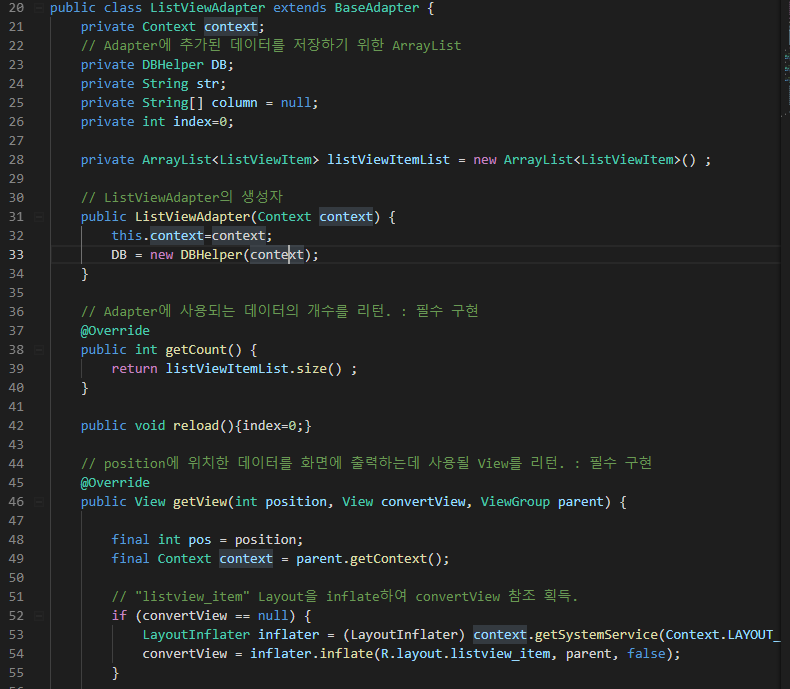 20 public class ListViewAdapter extends BaseAdapter {
21 private Context context;
22 // Adapter에 추가된 데이터를 저장하기 위한 ArrayList
23 private DBHelper DB;
24 private String str;
25 private String[] column = null;
26 private int index=0;
27
28 private ArrayList<ListViewItem> listViewItemList = new ArrayList<ListViewItem>() ;
29
30 // ListViewAdapter의 생성자
31 public ListViewAdapter(Context context) {
32 this.context=context;
33 DB = new DBHelper(context);
34 }
35
36 // Adapter에 사용되는 데이터의 개수를 리턴. : 필수 구현
37 @Override
38 public int getCount() {
39 return listViewItemList.size() ;
40 }
41
42 public void reload(){index=0;}
43
44 // position에 위치한 데이터를 화면에 출력하는데 사용될 View를 리턴. : 필수 구현
45 @Override
46 public View getView(int position, View convertView, ViewGroup parent) {
47
48 final int pos = position;
49 final Context context = parent.getContext();
50
51 // "listview_item" Layout을 inflate하여 convertView 참조 획득.
52 if (convertView == null) {
53 LayoutInflater inflater = (LayoutInflater) context.getSystemService(Context.LAYOUT_
54 convertView = inflater.inflate(R.layout.listview_item, parent, false);
55 }